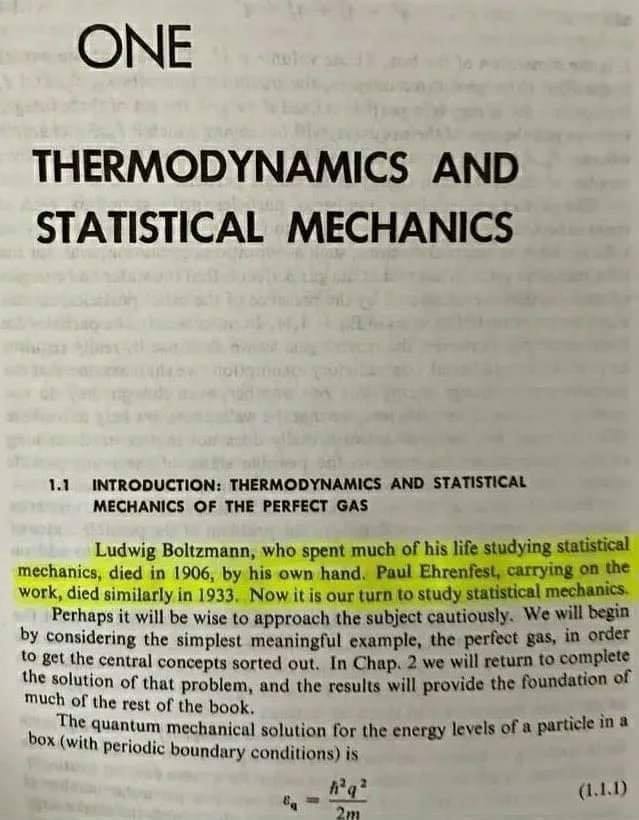 ONE
THERMODYNAMICS AND
STATISTICAL MECHANICS
1.1 INTRODUCTION: THERMODYNAMICS AND STATISTICAL
MECHANICS OF THE PERFECT GAS
Ludwig Boltzmann, who spent much of his life studying statistical
mechanics, died in 1906, by his own hand. Paul Ehrenfest, carrying on the
work, died similarly in 1933. Now it is our turn to study statistical mechanics.
Perhaps it will be wise to approach the subject cautiously. We will begin
by considering the simplest meaningful example, the perfect gas, in order
to get the central concepts sorted out. In Chap. 2 we will return to complete
the solution of that problem, and the results will provide the foundation of
much of the rest of the book.
The quantum mechanical solution for the energy levels of a particle in a
box (with periodic boundary conditions) is
ε_q = ħ²q² / 2m (1.1.1)